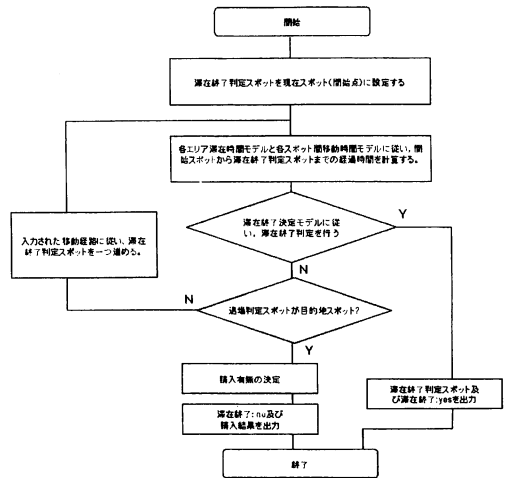 開始
滞在終了判定スポットを現在スポット(開始点)に設定する
各エリア滞在時間モデルと各スポット間移動時間モデルに従い、開
始スポットから滞在終了判定スポットまでの経過時間を計算する。
滞在終了決定モデルに従
い、滞在終了判定を行う
Y
入力された移動経路に従い、滞在
終了判定スポットを一つ進める。
N
N
退場判定スポットが目的地スポット?
Y
購入有無の決定
滞在終了:no及び
購入結果を出力
滞在終了判定スポット及
び滞在終了:yesを出力
終了